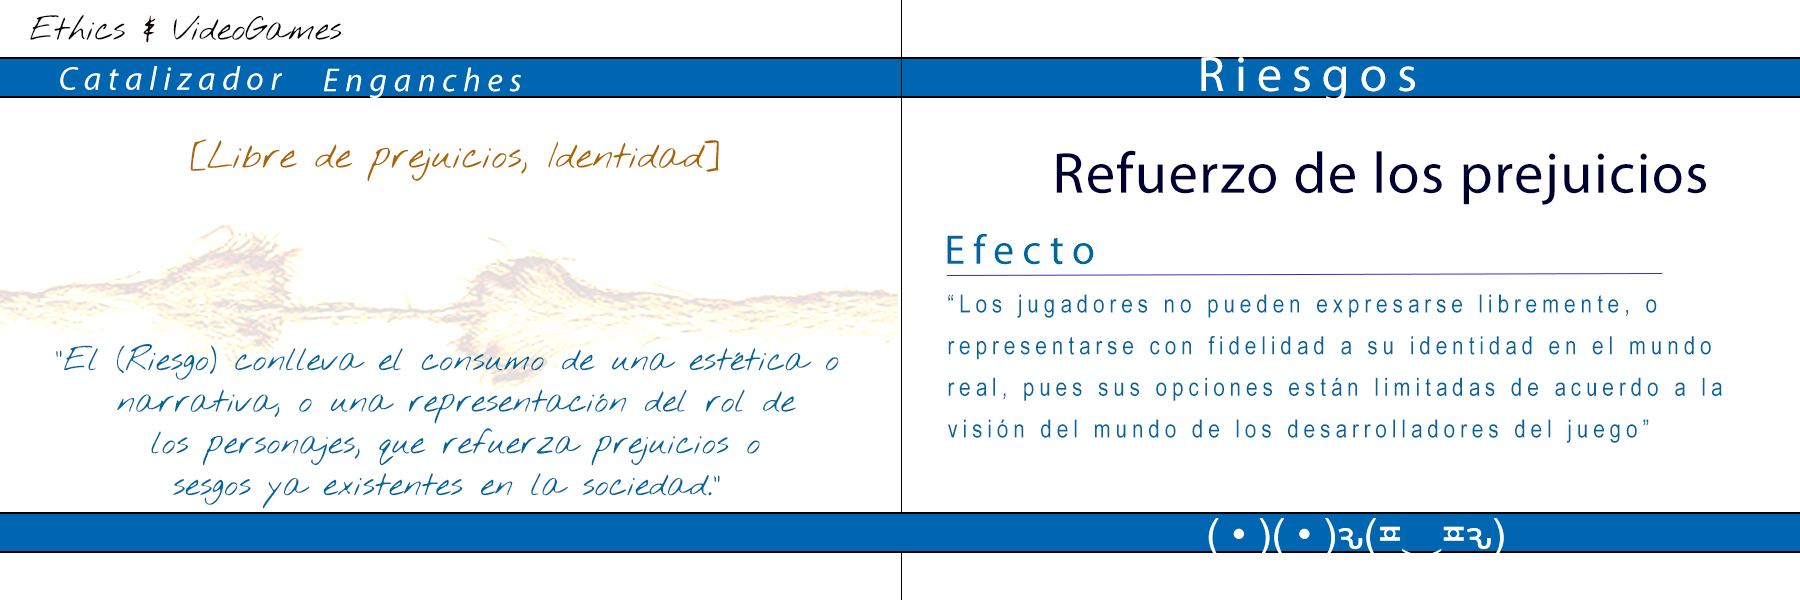 Ethics & VideoGames
Catalizador Enganches
[Libre de prejuicios, Identidad]
"El (Riesgo) conlleva el consumo de una estética o
narrativa, o una representación del rol de
los personajes, que refuerza prejuicios o
sesgos ya existentes en la sociedad."
Riesgos
Refuerzo de los prejuicios
Efecto
“Los jugadores no pueden expresarse libremente, o
representarse con fidelidad a su identidad en el mundo
real, pues sus opciones están limitadas de acuerdo a la
visión del mundo de los desarrolladores del juego”
( • )( • )ԅ(¤‿¤ԅ)